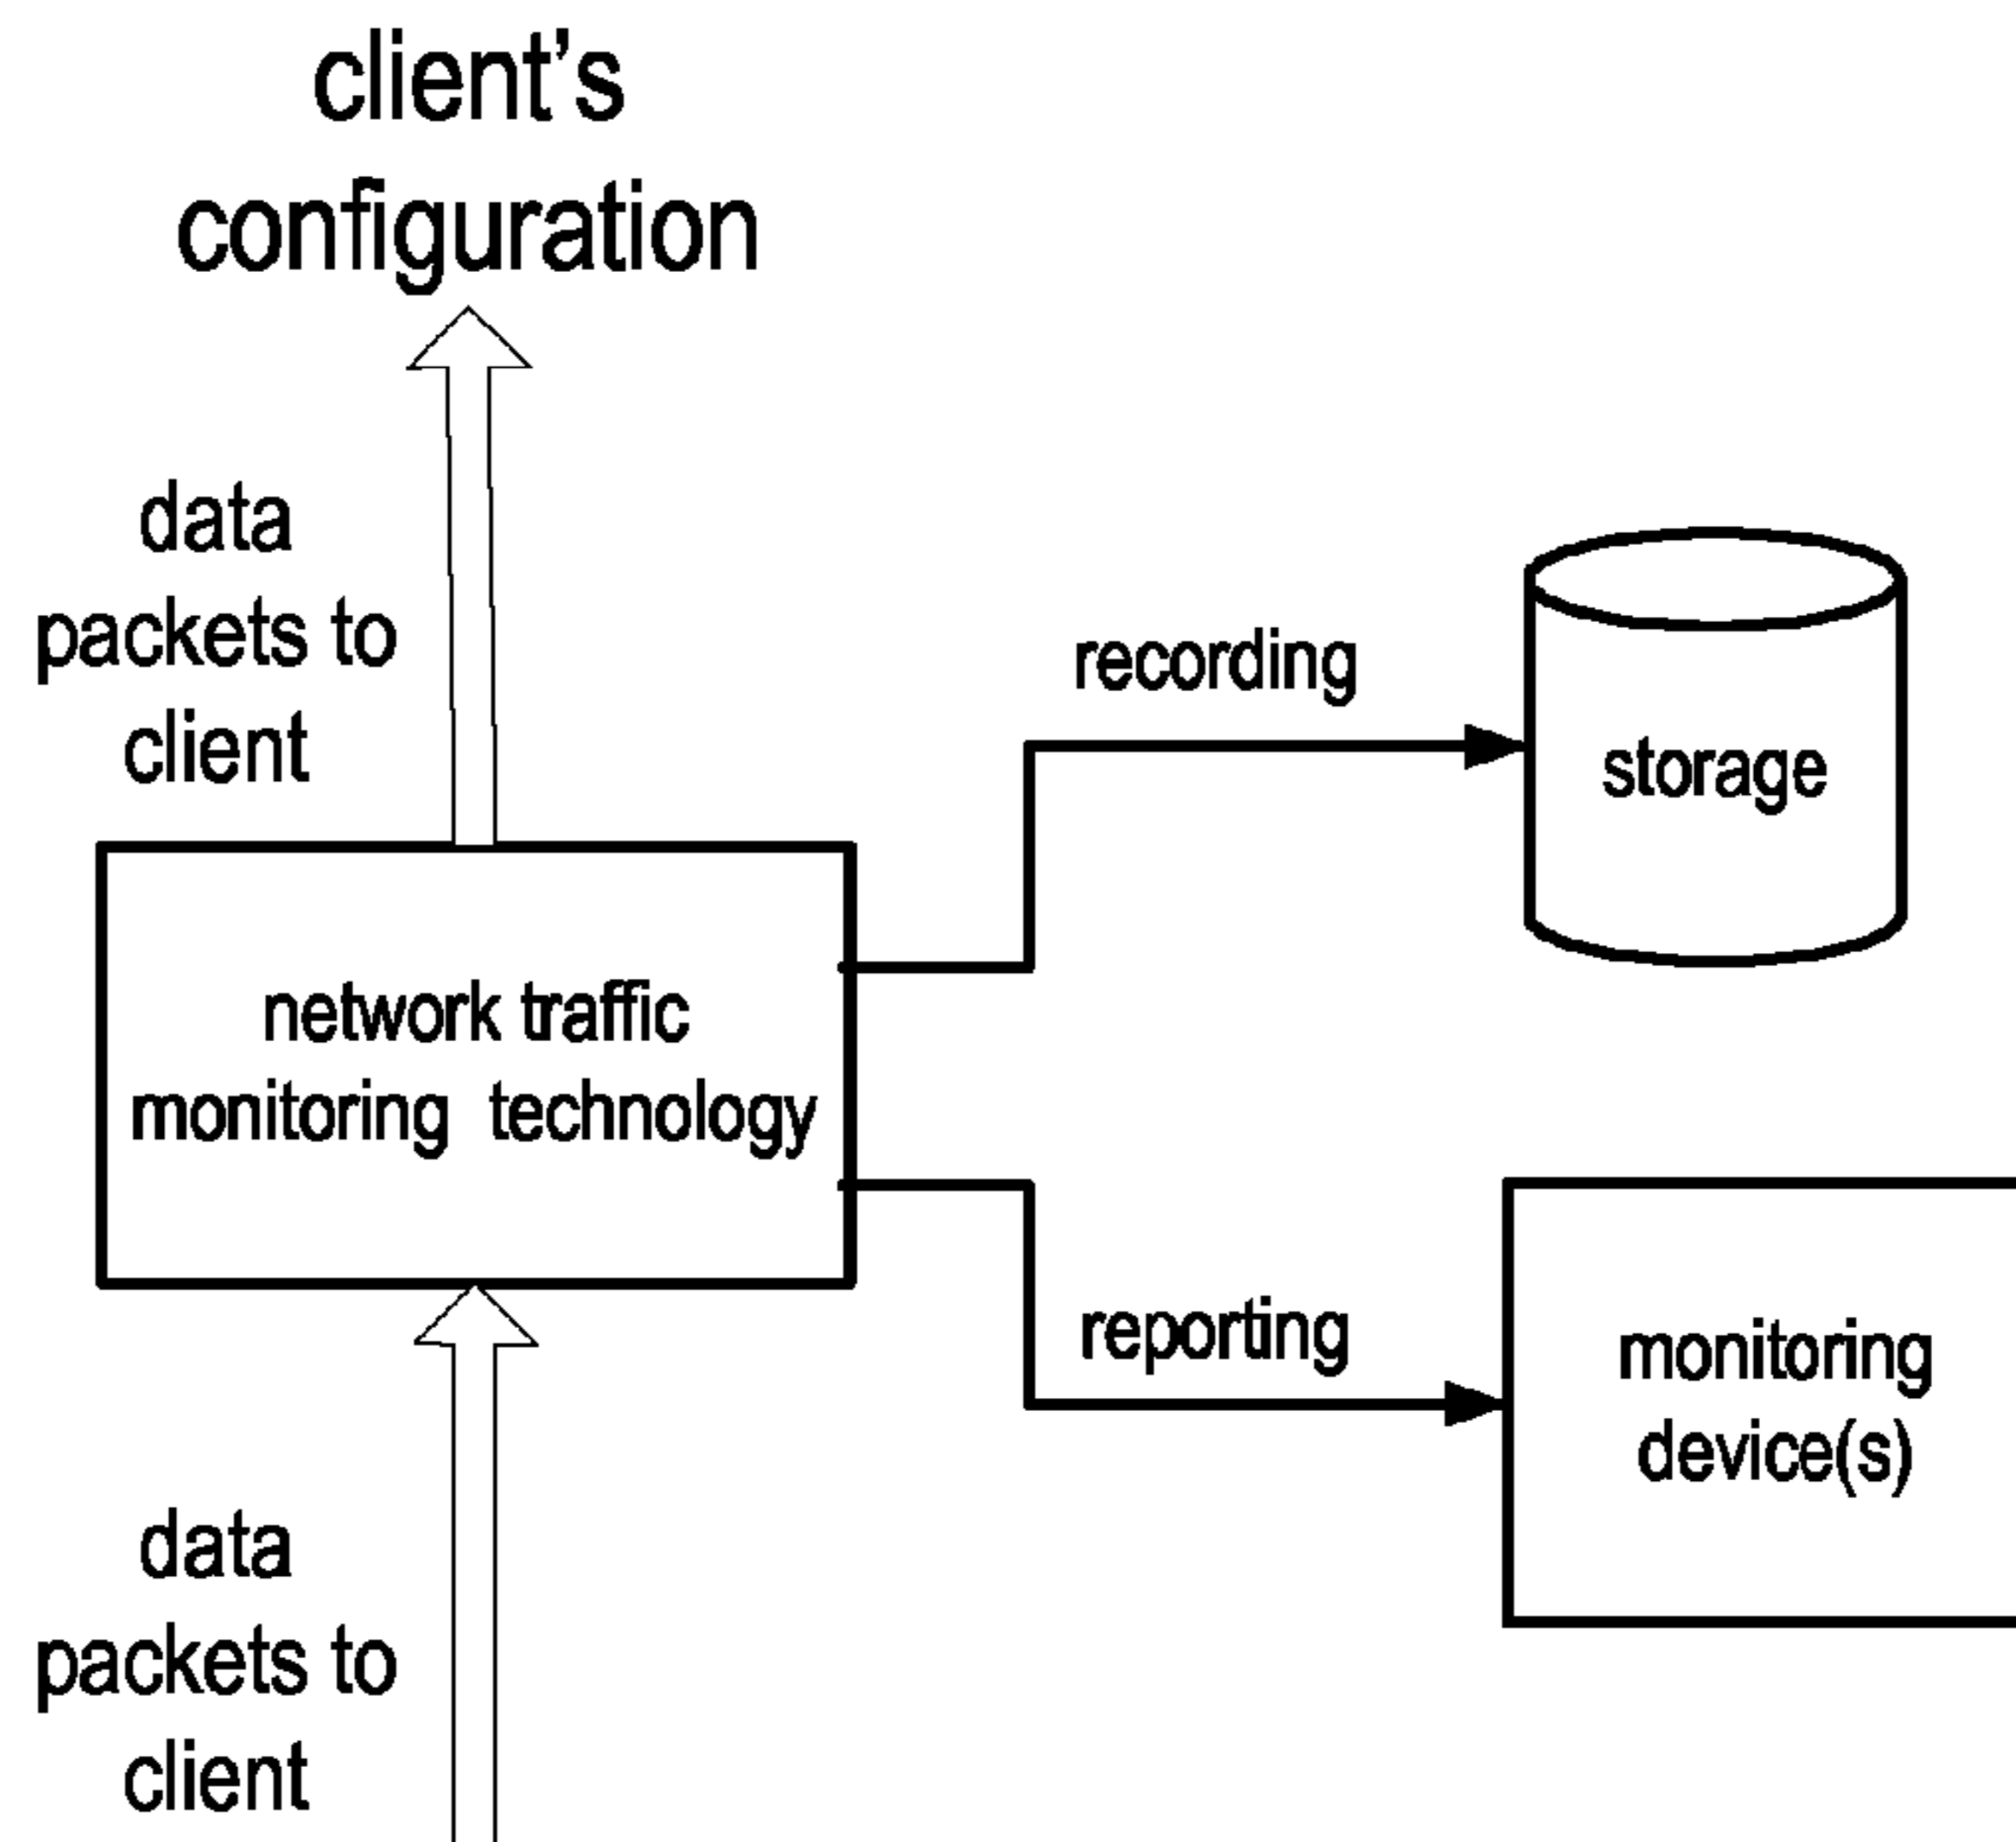 client's
configuration
data
packets to
client
recording
storage
network traffic
monitoring technology
reporting
monitoring
device(s)
data
packets to
client